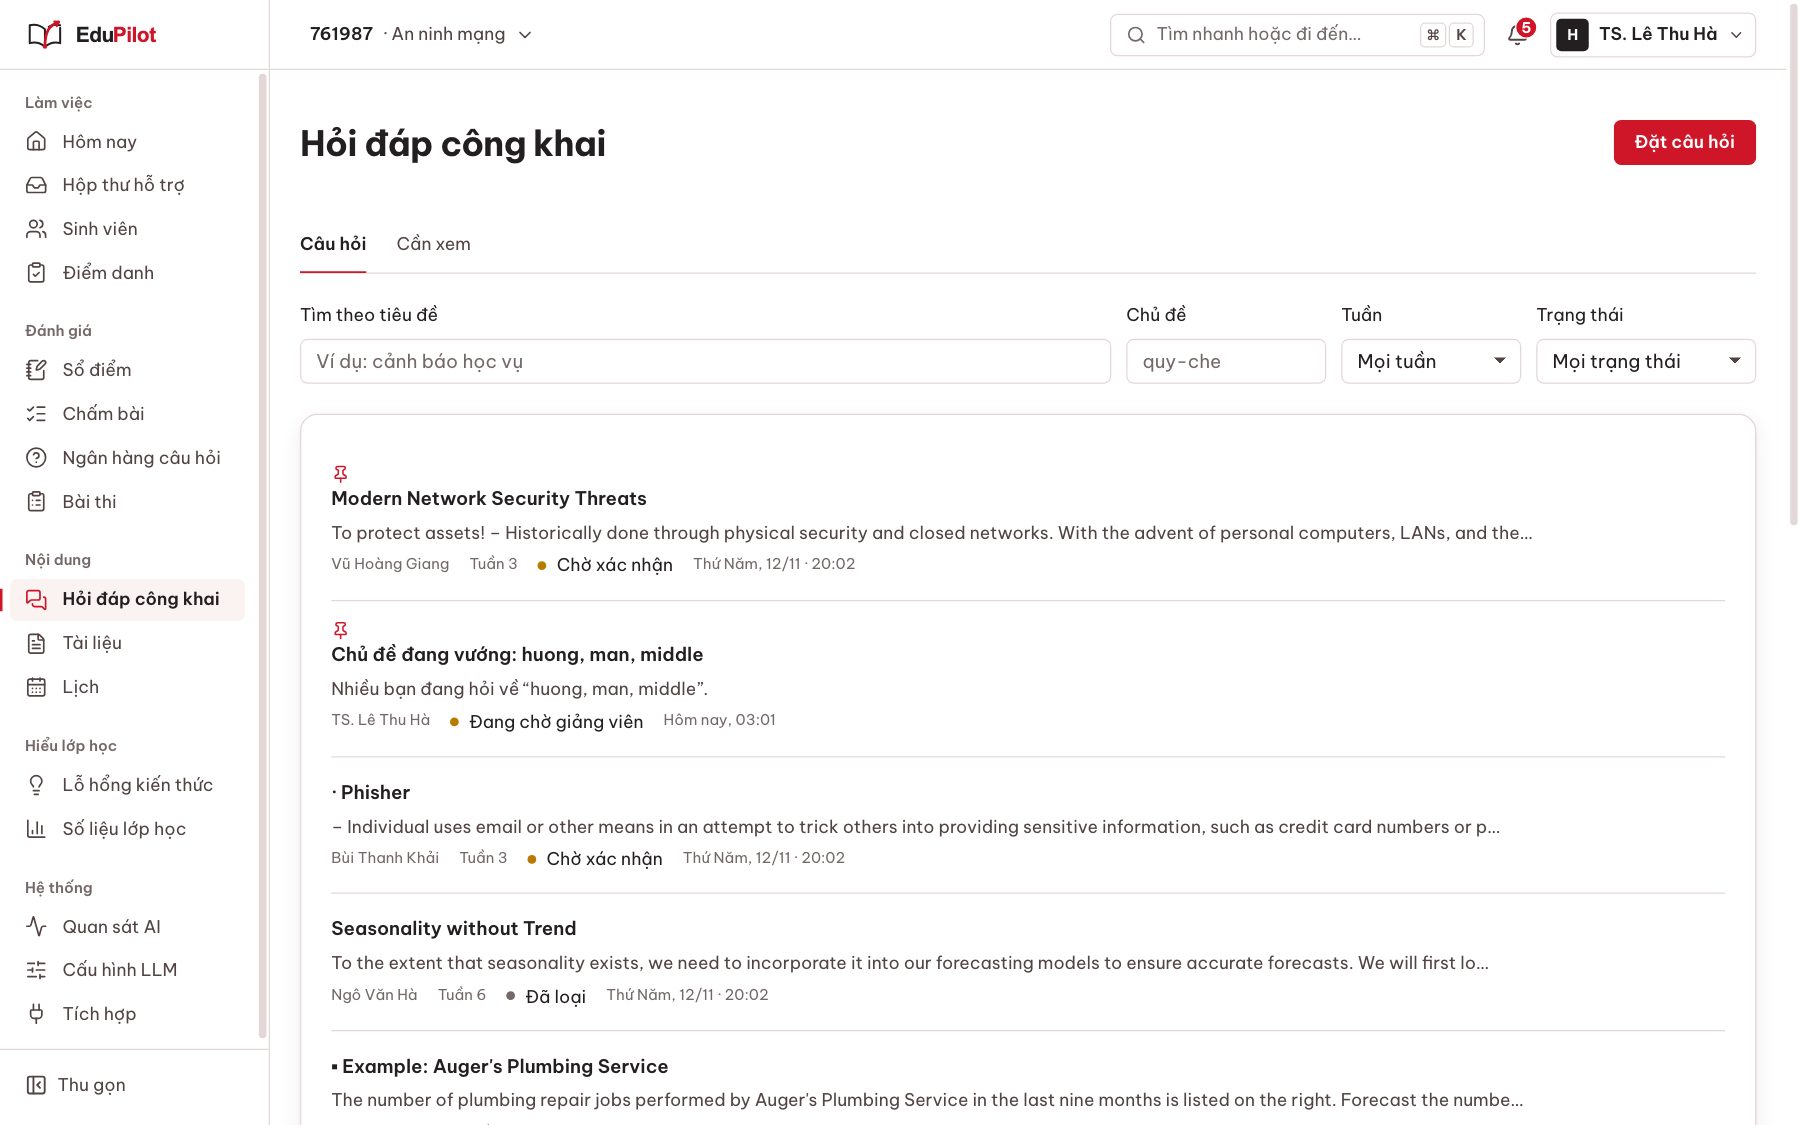 EduPilot
761987 · An ninh mạng
Tìm nhanh hoặc đi đến...
⌘ K
5
H TS. Lê Thu Hà
Làm việc
Hôm nay
Hộp thư hỗ trợ
Sinh viên
Điểm danh
Đánh giá
Sổ điểm
Chấm bài
Ngân hàng câu hỏi
Bài thi
Nội dung
Hỏi đáp công khai
Tài liệu
Lịch
Hiểu lớp học
Lỗ hổng kiến thức
Số liệu lớp học
Hệ thống
Quan sát AI
Cấu hình LLM
Tích hợp
Thu gọn
Hỏi đáp công khai
Đặt câu hỏi
Câu hỏi Cần xem
Tìm theo tiêu đề Chủ đề Tuần Trạng thái
Ví dụ: cảnh báo học vụ quy-che Mọi tuần Mọi trạng thái
Modern Network Security Threats
To protect assets! – Historically done through physical security and closed networks. With the advent of personal computers, LANs, and the...
Vũ Hoàng Giang Tuần 3 Chờ xác nhận Thứ Năm, 12/11 · 20:02
Chủ đề đang vướng: huong, man, middle
Nhiều bạn đang hỏi về “huong, man, middle”.
TS. Lê Thu Hà Đang chờ giảng viên Hôm nay, 03:01
· Phisher
– Individual uses email or other means in an attempt to trick others into providing sensitive information, such as credit card numbers or p...
Bùi Thanh Khải Tuần 3 Chờ xác nhận Thứ Năm, 12/11 · 20:02
Seasonality without Trend
To the extent that seasonality exists, we need to incorporate it into our forecasting models to ensure accurate forecasts. We will first lo...
Ngô Văn Hà Tuần 6 Đã loại Thứ Năm, 12/11 · 20:02
▪ Example: Auger's Plumbing Service
The number of plumbing repair jobs performed by Auger's Plumbing Service in the last nine months is listed on the right. Forecast the numbe...